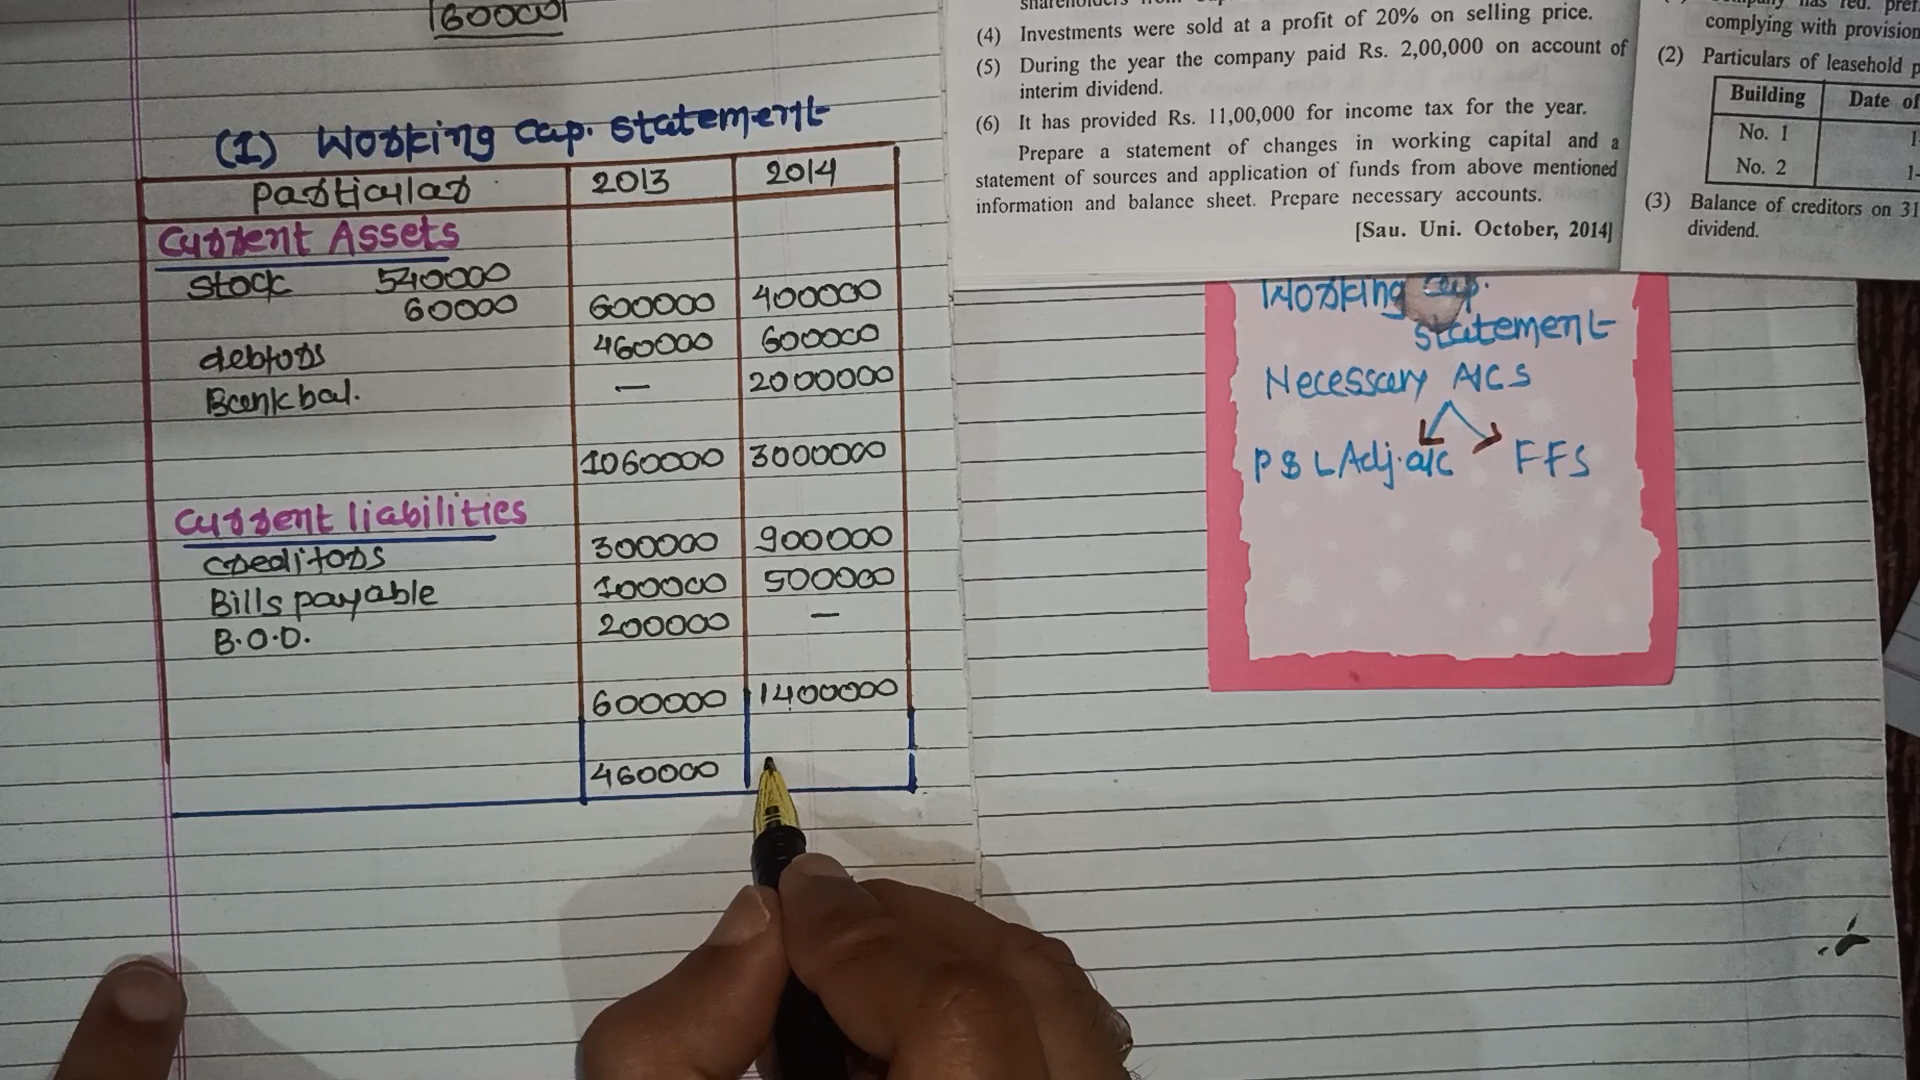 60000
(1) Working Cap. Statement
Particular 2013 2014
Current Assets
Stock 540000
60000 600000 400000
debtors 460000 600000
Bank bal. — 2000000
1060000 3000000
Current liabilities
Creditors 300000 900000
Bills payable 100000 500000
B.O.D. 200000 —
600000 1400000
460000
(4) Investments were sold at a profit of 20% on selling price.
(5) During the year the company paid Rs. 2,00,000 on account of
interim dividend.
(6) It has provided Rs. 11,00,000 for income tax for the year.
Prepare a statement of changes in working capital and a
statement of sources and application of funds from above mentioned
information and balance sheet. Prepare necessary accounts.
[Sau. Uni. October, 2014]
complying with provision
(2) Particulars of leasehold p
Building Date of
No. 1 1
No. 2 1-
(3) Balance of creditors on 31
dividend.
Working Cap.
Statement
Necessary A/CS
P & L Adj. a/c FFS